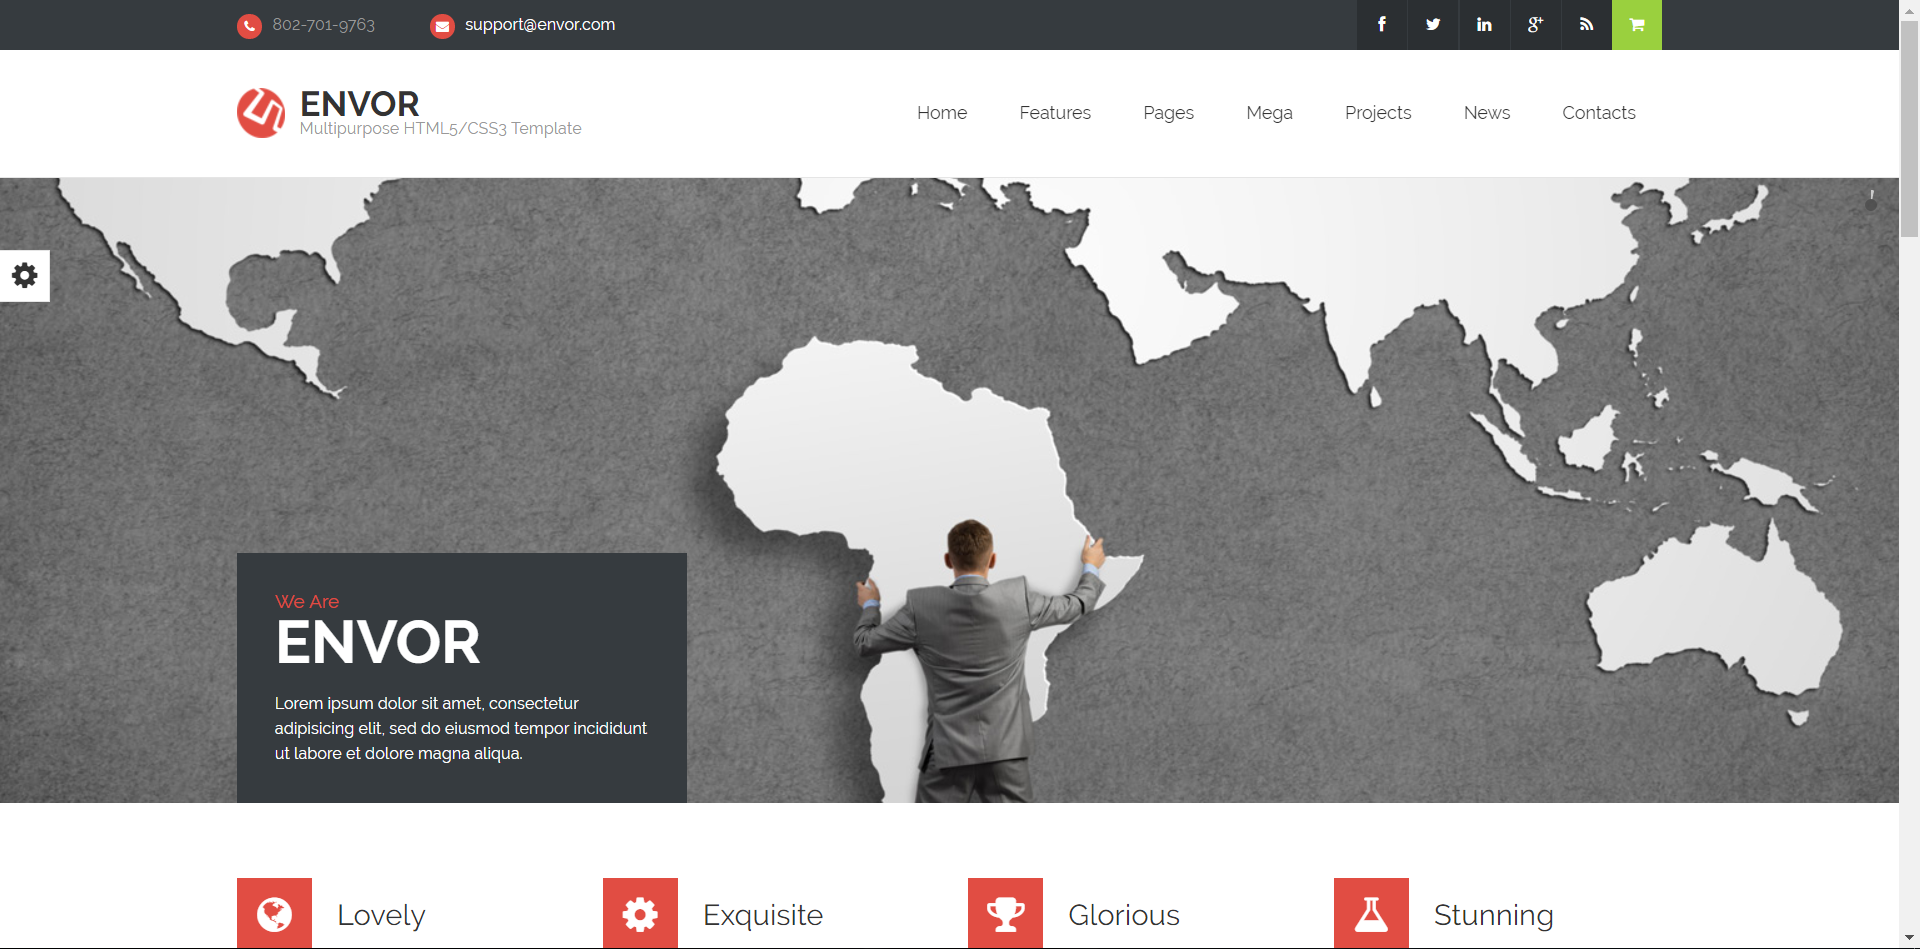 802-701-9763
support@envor.com
ENVOR
Multipurpose HTML5/CSS3 Template
Home
Features
Pages
Mega
Projects
News
Contacts
We Are
ENVOR
Lorem ipsum dolor sit amet, consectetur
adipisicing elit, sed do eiusmod tempor incididunt
ut labore et dolore magna aliqua.
Lovely
Exquisite
Glorious
Stunning